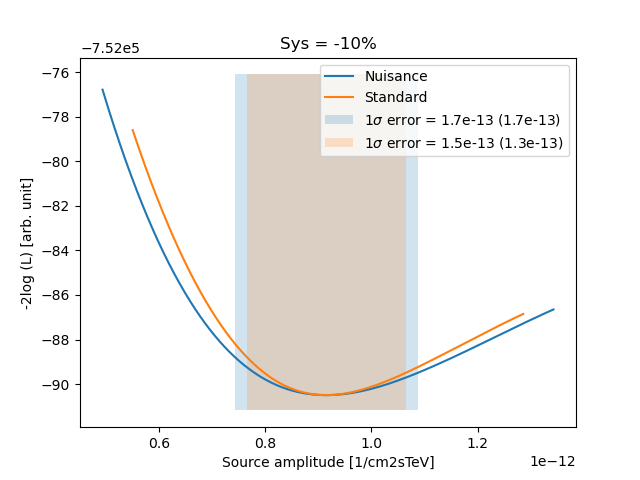 Sys = -10%
−7.52e5
Nuisance
Standard
1σ error = 1.7e-13 (1.7e-13)
1σ error = 1.5e-13 (1.3e-13)
−76
−78
−80
−82
−84
−86
−88
−90
-2log (L) [arb. unit]
0.6 0.8 1.0 1.2
1e−12
Source amplitude [1/cm2sTeV]